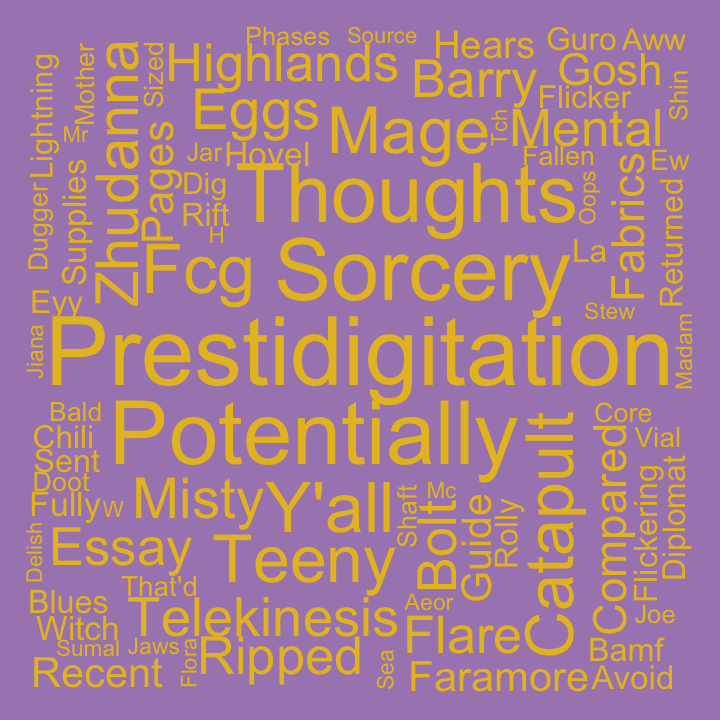 Phases
Source
Hears
Guro
Aww
Highlands
Barry
Gosh
Mother
Sized
Lightning
Mr
Zhudanna
Eggs
Mage
Tch
Mental
Flicker
Shin
Pages
Jar
Hovel
Fallen
Ew
Supplies
Dugger
Dig
Rift
H
Thoughts
Oops
Fabrics
Returned
Fcg
Sorcery
La
Eyy
Stew
Jiana
Prestidigitation
Madam
Bald
Potentially
Core
Chili
Vial
Sent
Doot
Fully
W
Misty
Y'all
Shaft
Mc
Bolt
Guide
Rolly
Catapult
Compared
Flickering
Diplomat
Delish
Essay
Teeny
That'd
Blues
Telekinesis
Aeor
Joe
Witch
Flare
Sumal
Jaws
Flora
Ripped
Sea
Bamf
Recent
Faramore
Avoid